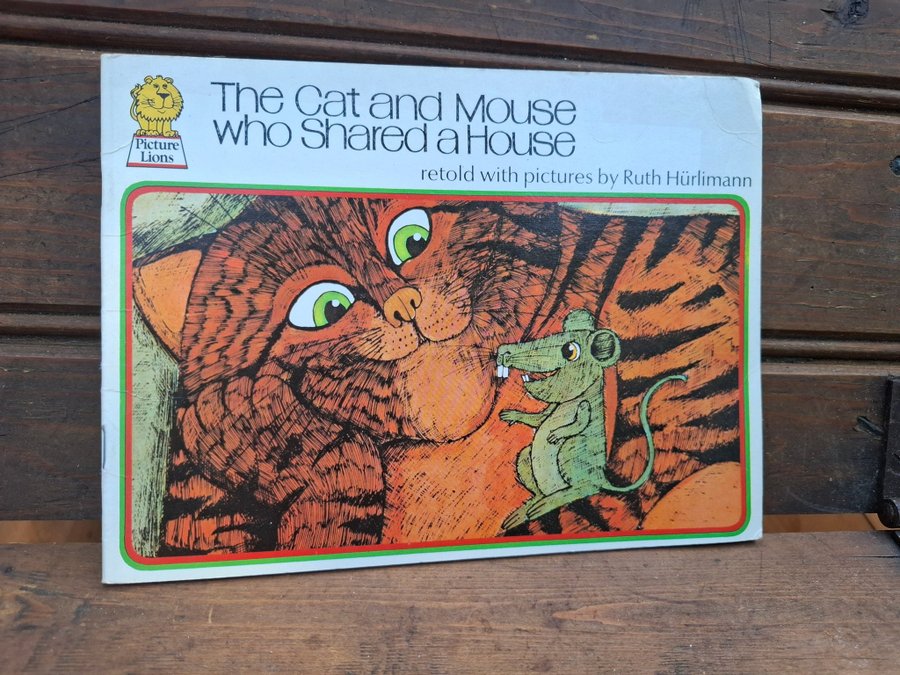 Picture
Lions
The Cat and Mouse
who Shared a House
retold with pictures by Ruth Hürlimann